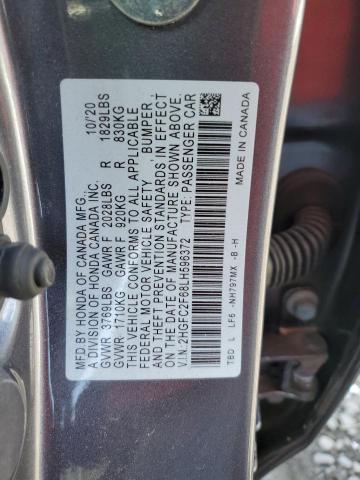 MFD BY HONDA OF CANADA MFG. 10/'20
A DIVISION OF HONDA CANADA INC.
GVWR 3769LBS GAWR F 2028LBS R 1829LBS
GVWR 1710KG GAWR F 920KG R 830KG
THIS VEHICLE CONFORMS TO ALL APPLICABLE
FEDERAL MOTOR VEHICLE SAFETY, BUMPER,
AND THEFT PREVENTION STANDARDS IN EFFECT
ON THE DATE OF MANUFACTURE SHOWN ABOVE.
V.I.N.:2HGFC2F68LH596372 TYPE:PASSENGER CAR
MADE IN CANADA
TBD L LF6 -NH797MX -B -H